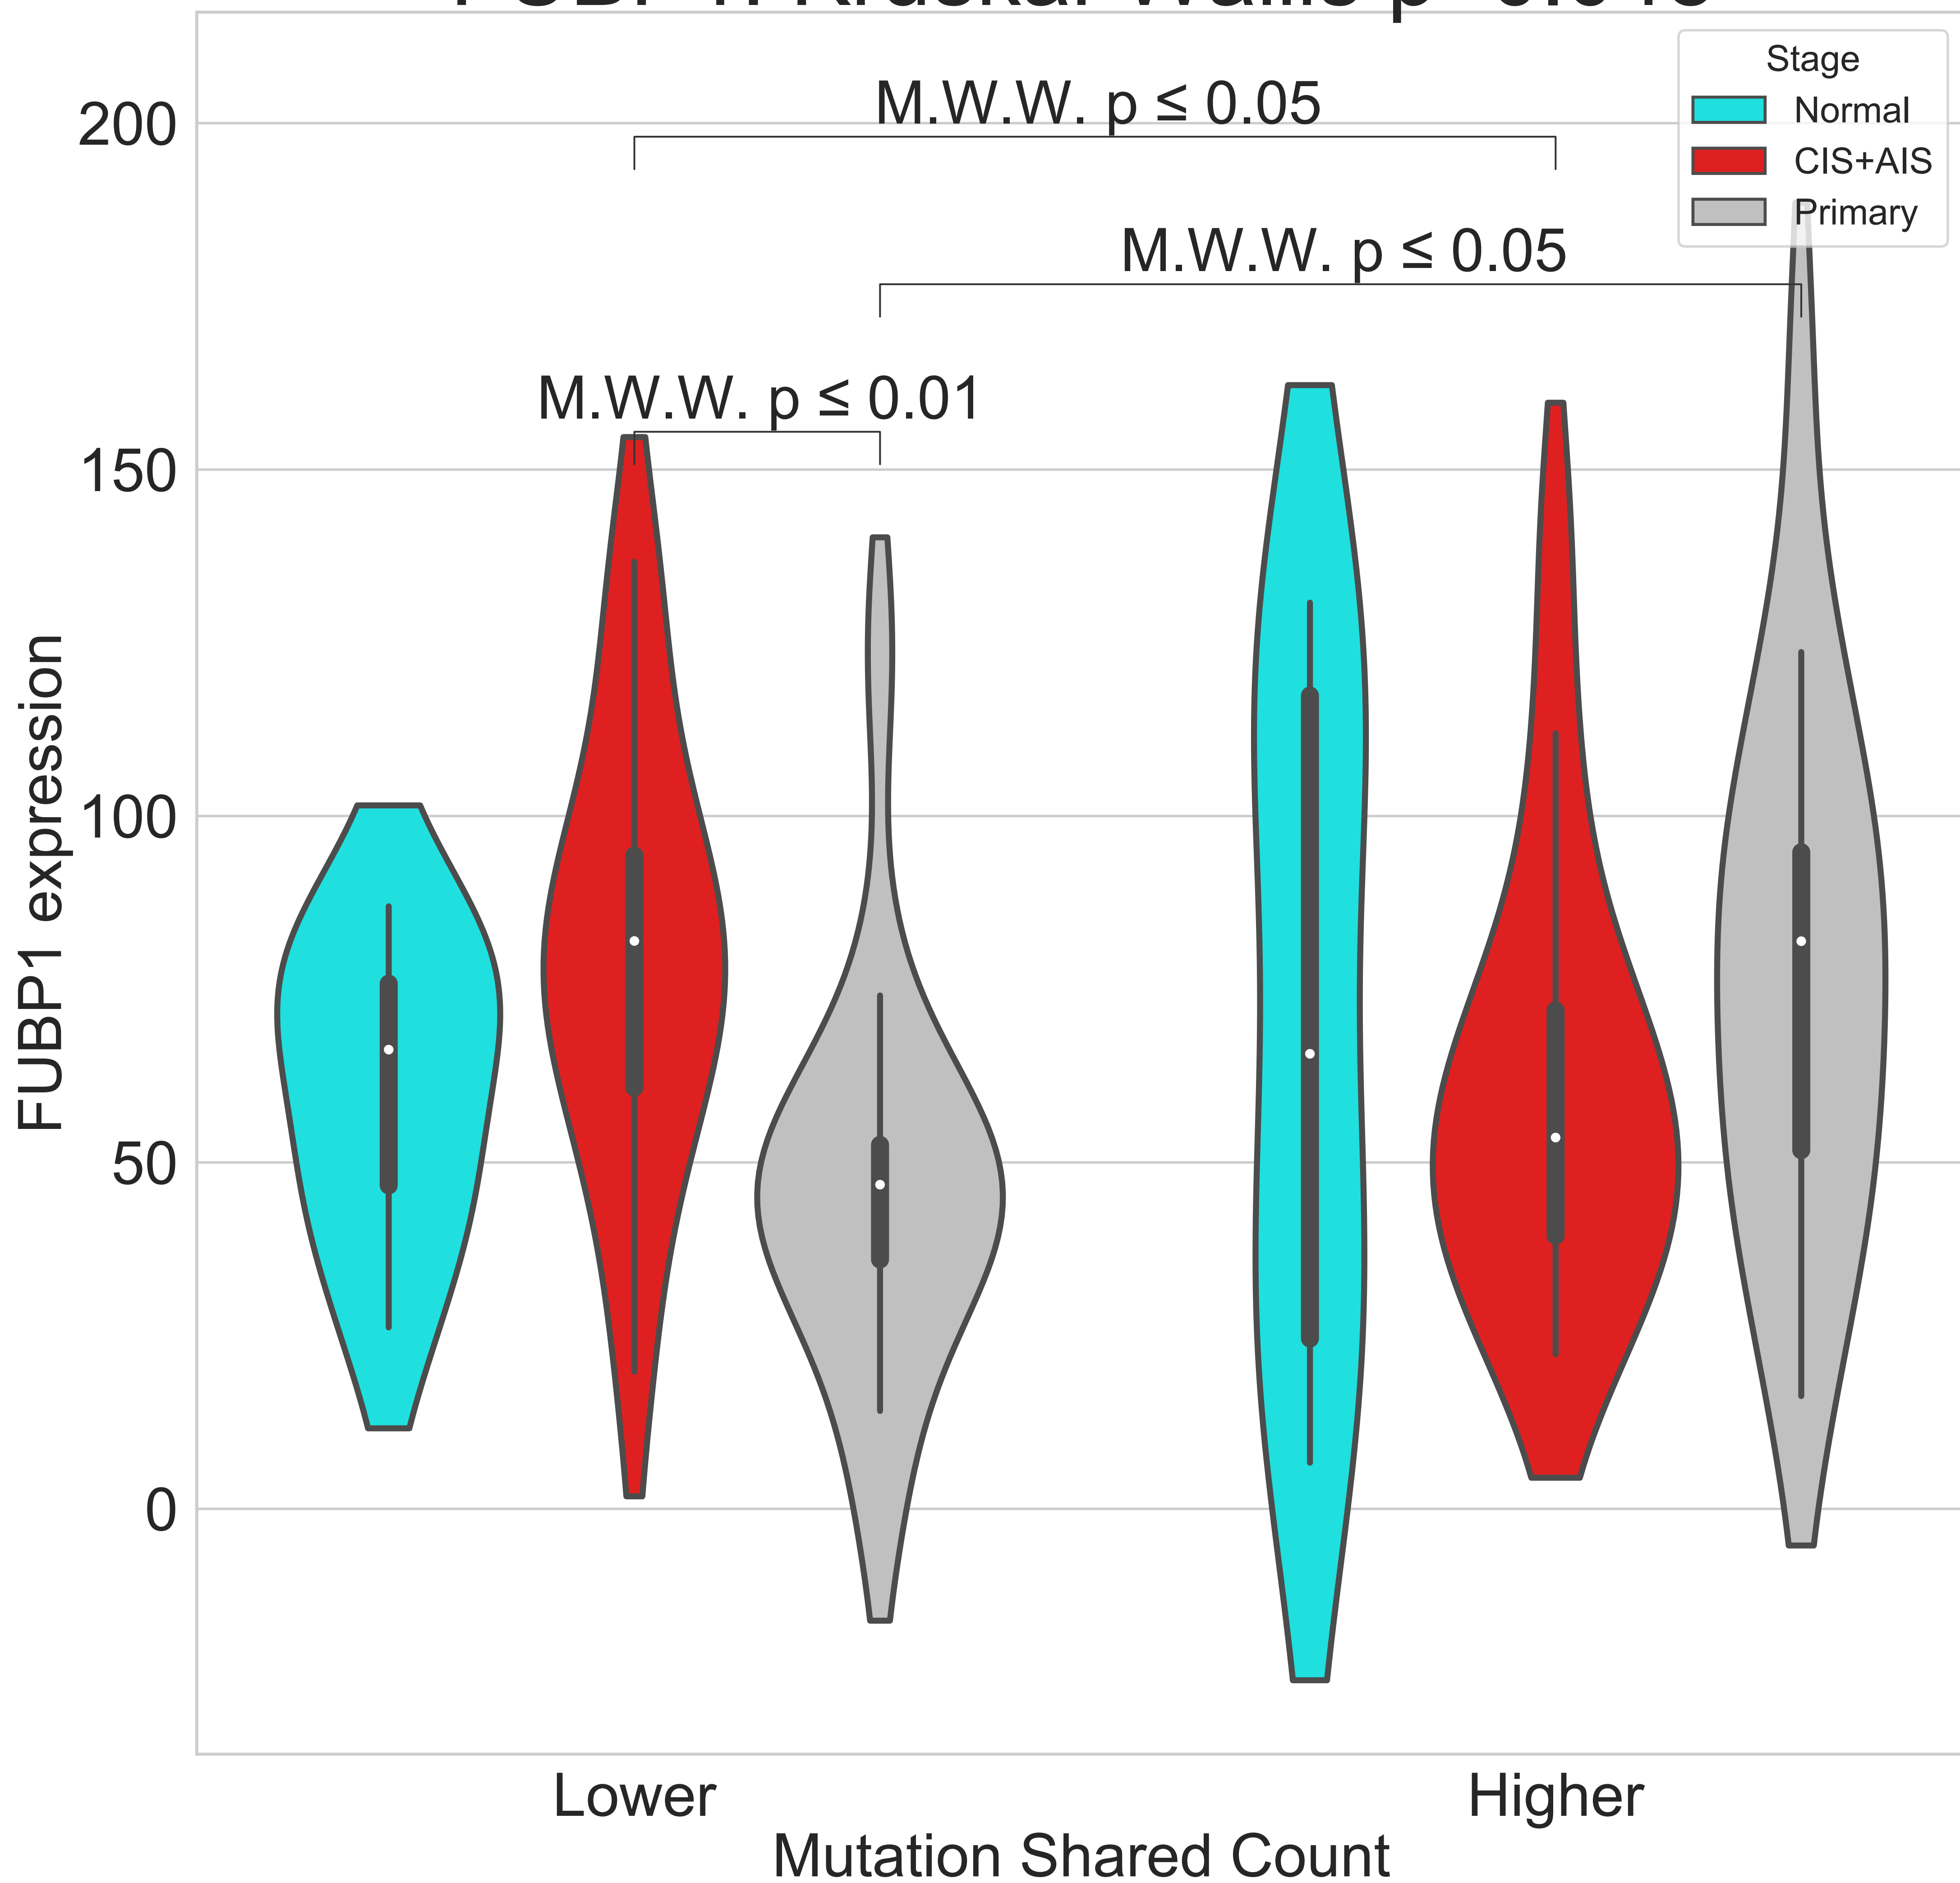 200
150
100
50
0
FUBP1 expression
M.W.W. p ≤ 0.05
M.W.W. p ≤ 0.05
M.W.W. p ≤ 0.01
Stage
Normal
CIS+AIS
Primary
Lower
Higher
Mutation Shared Count